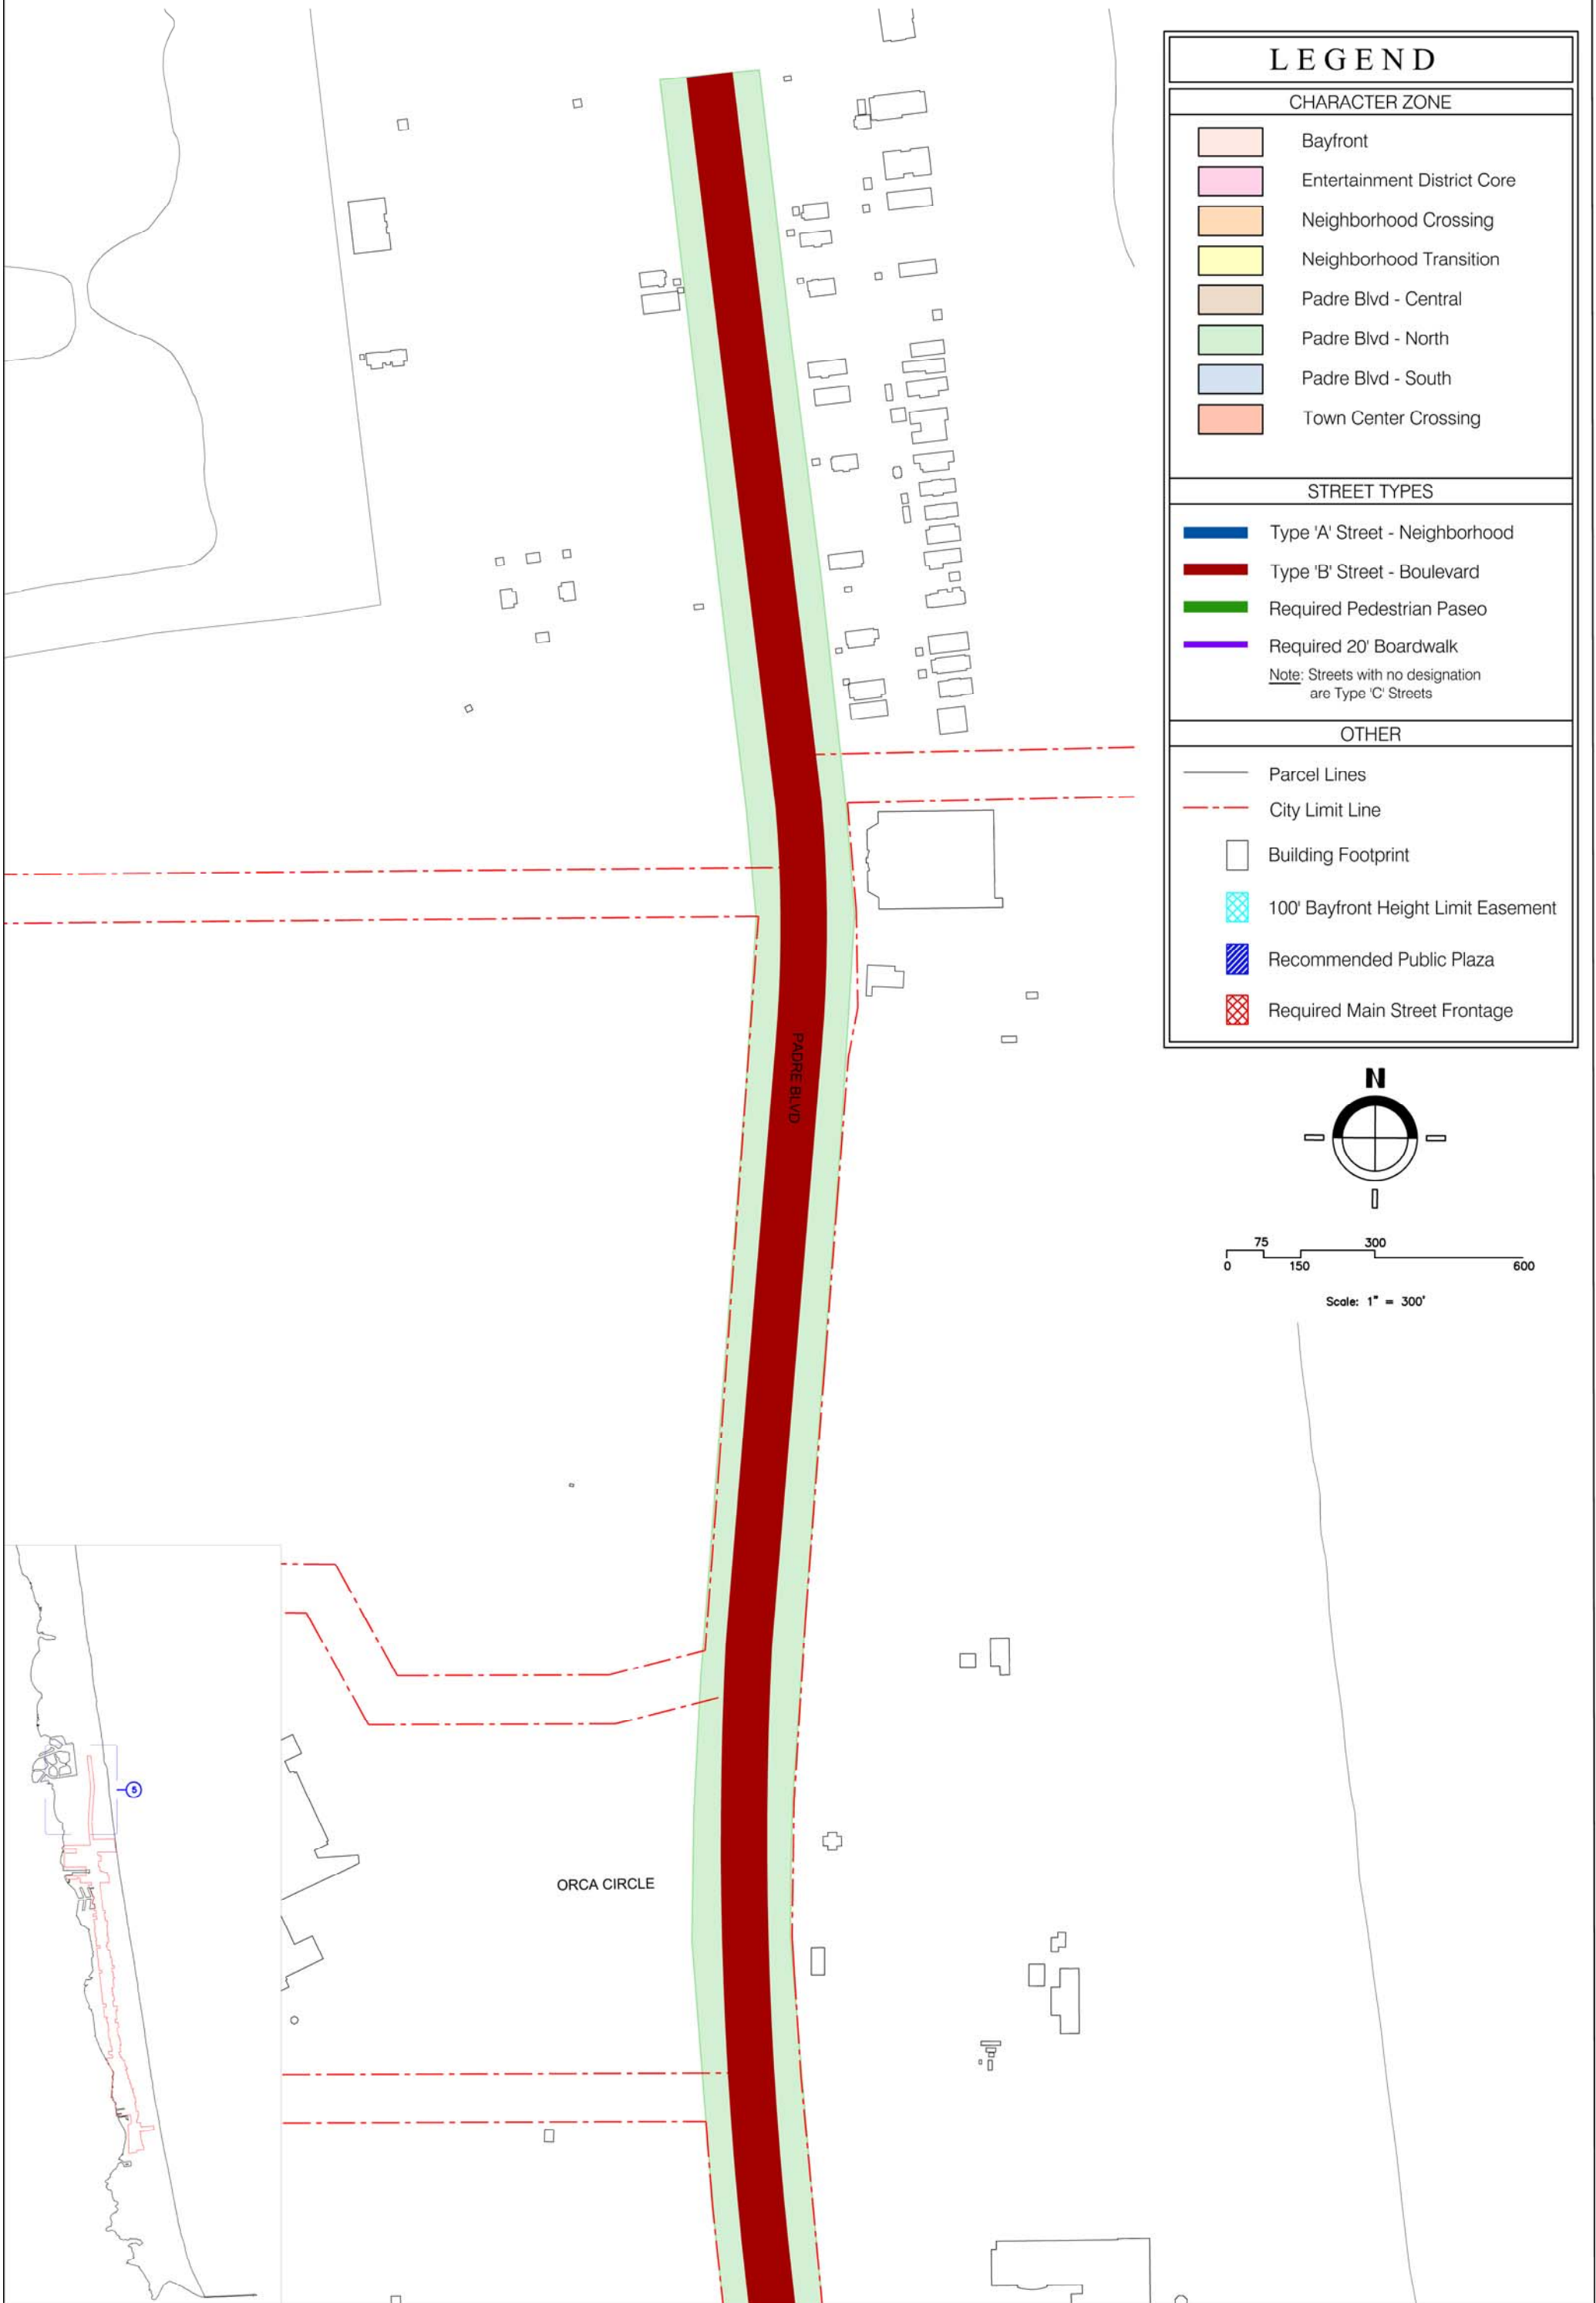 LEGEND
CHARACTER ZONE
Bayfront
Entertainment District Core
Neighborhood Crossing
Neighborhood Transition
Padre Blvd - Central
Padre Blvd - North
Padre Blvd - South
Town Center Crossing
STREET TYPES
Type 'A' Street - Neighborhood
Type 'B' Street - Boulevard
Required Pedestrian Paseo
Required 20' Boardwalk
Note: Streets with no designation
are Type 'C' Streets
OTHER
Parcel Lines
City Limit Line
Building Footprint
100' Bayfront Height Limit Easement
Recommended Public Plaza
Required Main Street Frontage
N
75 300
0 150 600
Scale: 1" = 300'
PADRE BLVD
5
ORCA CIRCLE